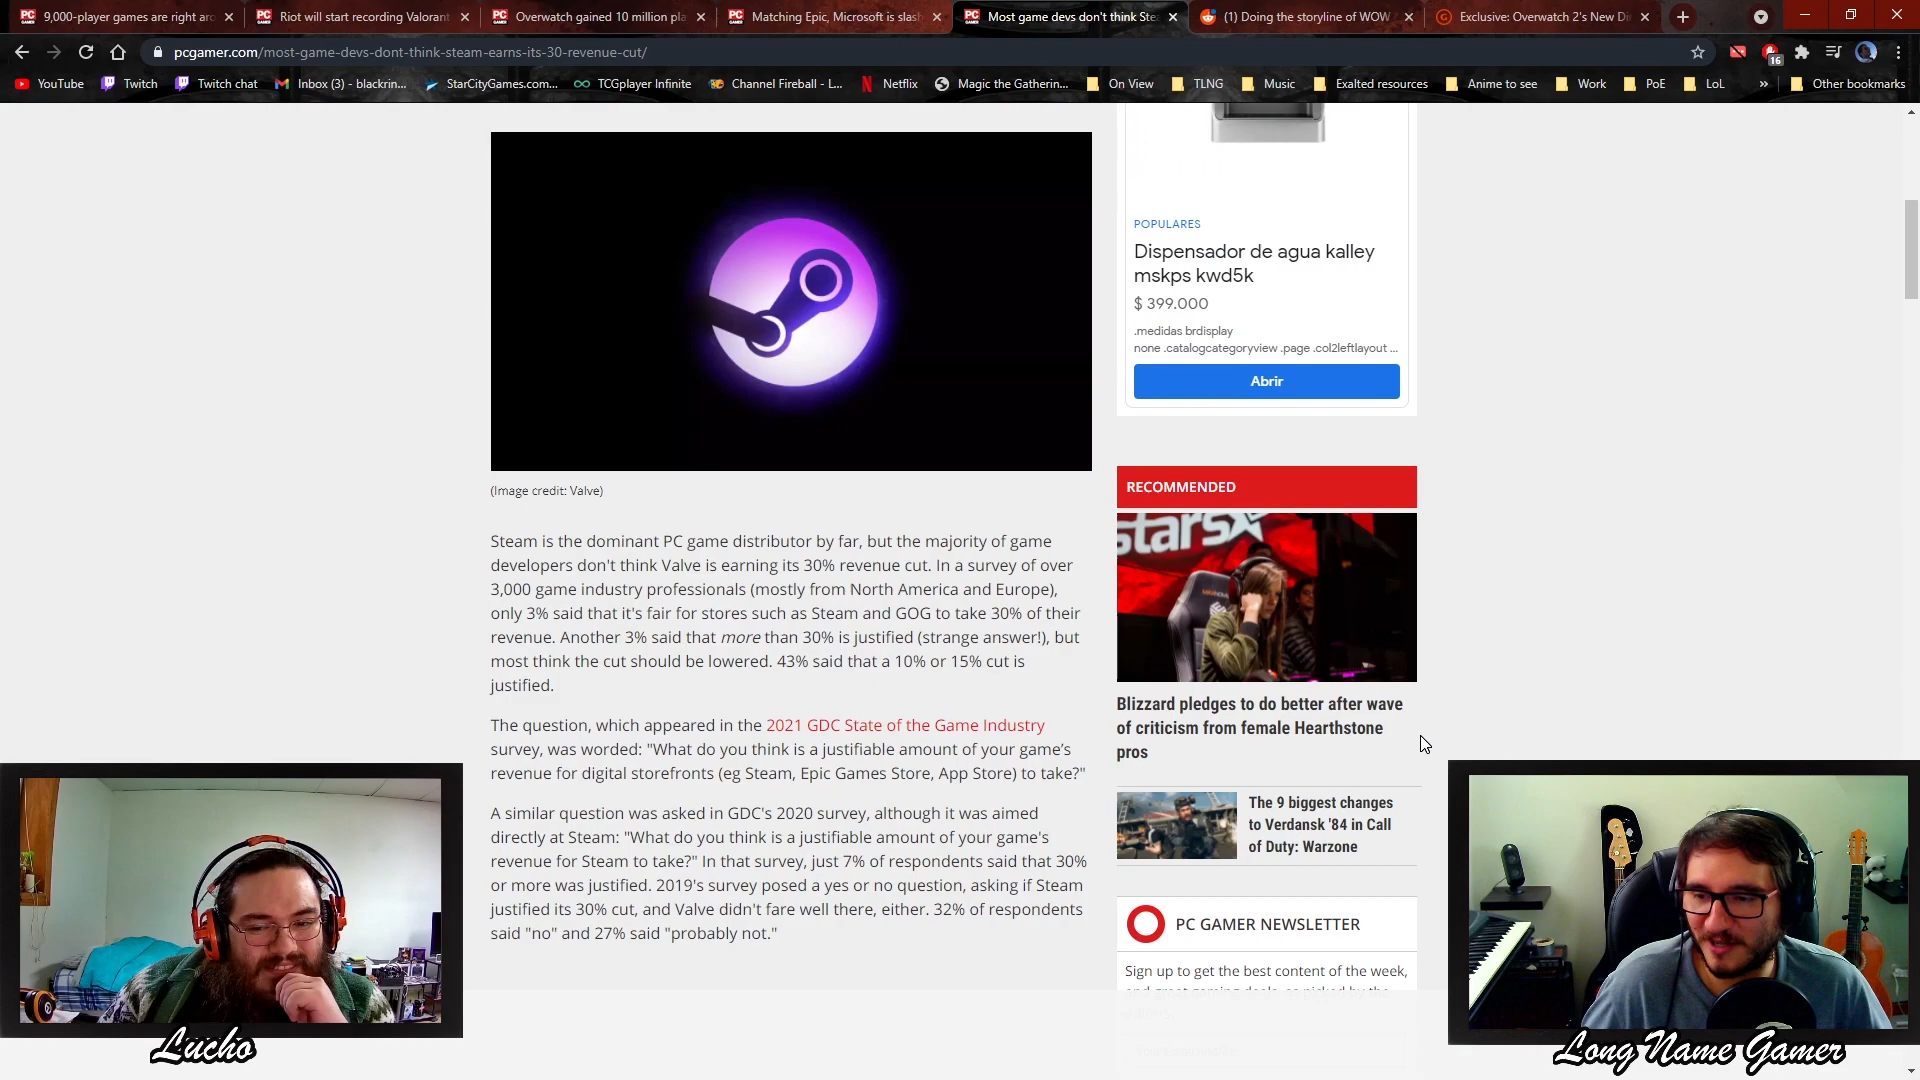 PC GAMER 9,000-player games are right aro
PC GAMER Riot will start recording Valorant
PC GAMER Overwatch gained 10 million pla
PC GAMER Matching Epic, Microsoft is slash
PC GAMER Most game devs don't think Stea
(1) Doing the storyline of WOW
Exclusive: Overwatch 2's New Di
pcgamer.com/most-game-devs-dont-think-steam-earns-its-30-revenue-cut/
16
YouTube
Twitch
Twitch chat
Inbox (3) - blackrin...
StarCityGames.com...
TCGplayer Infinite
Channel Fireball - L...
Netflix
Magic the Gatherin...
On View
TLNG
Music
Exalted resources
Anime to see
Work
PoE
LoL
»
Other bookmarks
(Image credit: Valve)
Steam is the dominant PC game distributor by far, but the majority of game
developers don't think Valve is earning its 30% revenue cut. In a survey of over
3,000 game industry professionals (mostly from North America and Europe),
only 3% said that it's fair for stores such as Steam and GOG to take 30% of their
revenue. Another 3% said that more than 30% is justified (strange answer!), but
most think the cut should be lowered. 43% said that a 10% or 15% cut is
justified.
The question, which appeared in the 2021 GDC State of the Game Industry
survey, was worded: "What do you think is a justifiable amount of your game’s
revenue for digital storefronts (eg Steam, Epic Games Store, App Store) to take?"
A similar question was asked in GDC's 2020 survey, although it was aimed
directly at Steam: "What do you think is a justifiable amount of your game's
revenue for Steam to take?" In that survey, just 7% of respondents said that 30%
or more was justified. 2019's survey posed a yes or no question, asking if Steam
justified its 30% cut, and Valve didn't fare well there, either. 32% of respondents
said "no" and 27% said "probably not."
POPULARES
Dispensador de agua kalley
mskps kwd5k
$ 399.000
.medidas brdisplay
none .catalogcategoryview .page .col2leftlayout ...
Abrir
RECOMMENDED
stars
Blizzard pledges to do better after wave
of criticism from female Hearthstone
pros
The 9 biggest changes
to Verdansk '84 in Call
of Duty: Warzone
PC GAMER NEWSLETTER
Sign up to get the best content of the week,
Lucho
Long Name Gamer